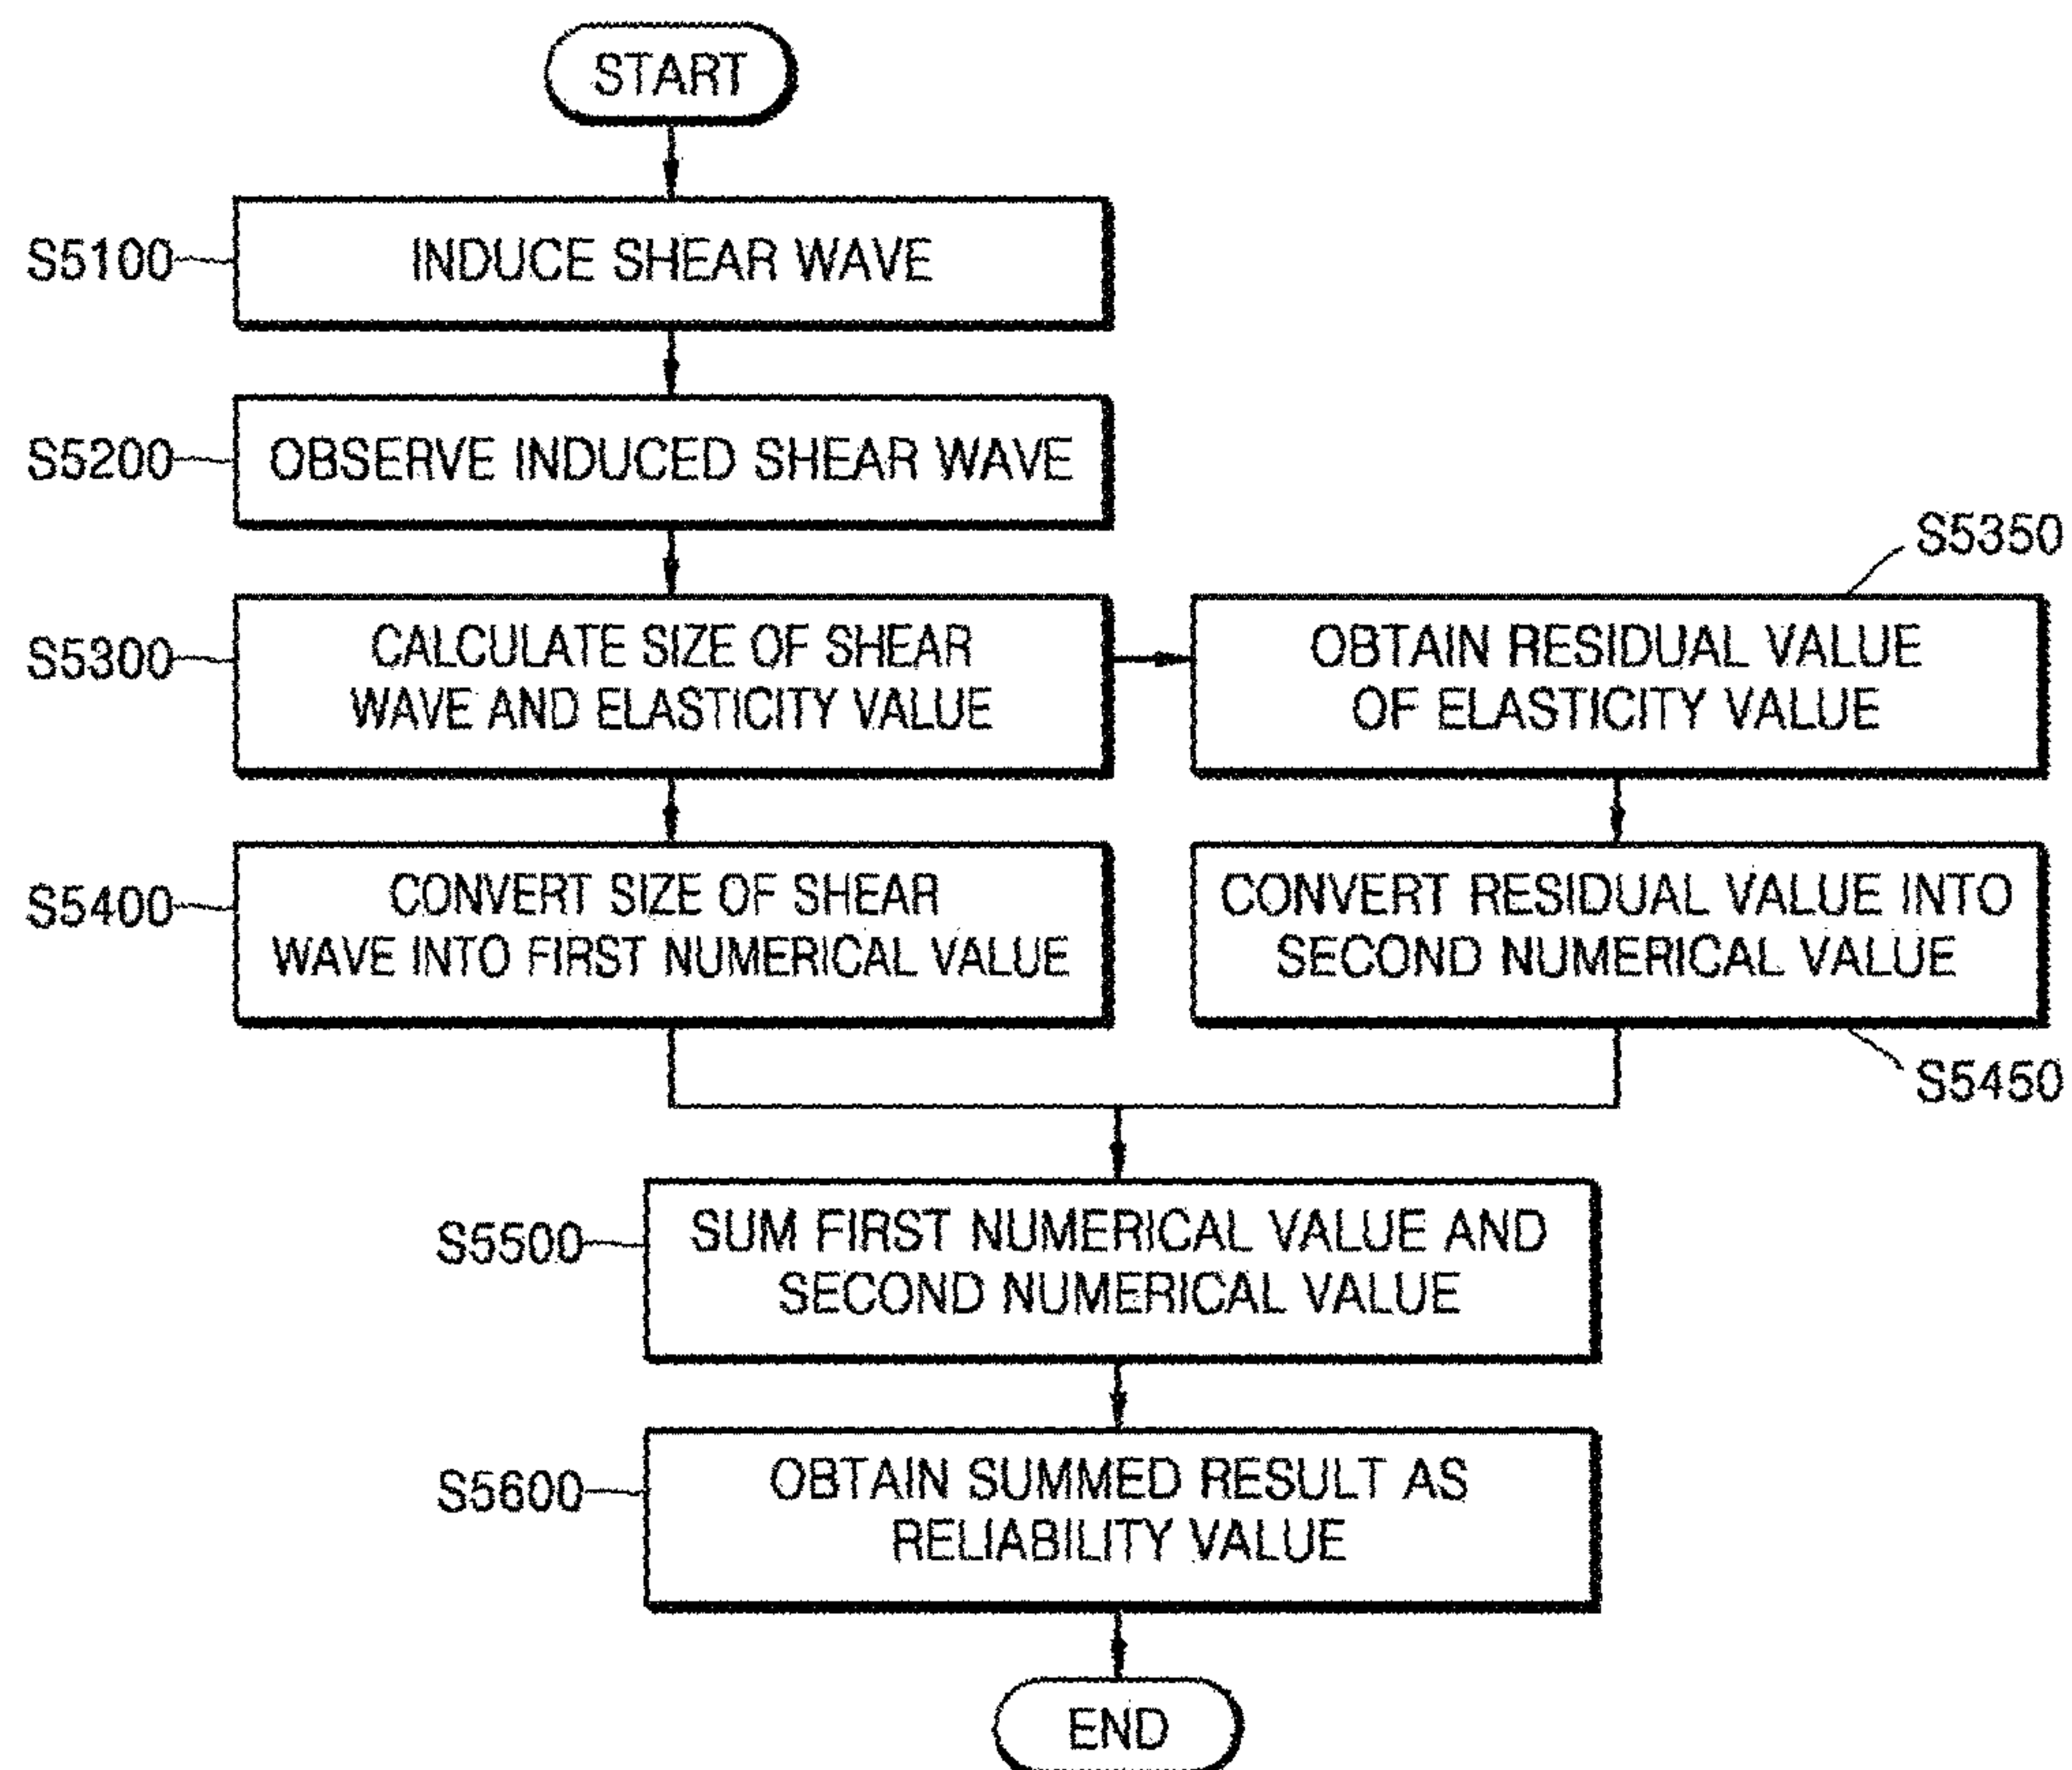 START
S5100
INDUCE SHEAR WAVE
S5200
OBSERVE INDUCED SHEAR WAVE
S5300
CALCULATE SIZE OF SHEAR
WAVE AND ELASTICITY VALUE
S5350
OBTAIN RESIDUAL VALUE
OF ELASTICITY VALUE
S5400
CONVERT SIZE OF SHEAR
WAVE INTO FIRST NUMERICAL VALUE
CONVERT RESIDUAL VALUE INTO
SECOND NUMERICAL VALUE
S5450
S5500
SUM FIRST NUMERICAL VALUE AND
SECOND NUMERICAL VALUE
S5600
OBTAIN SUMMED RESULT AS
RELIABILITY VALUE
END